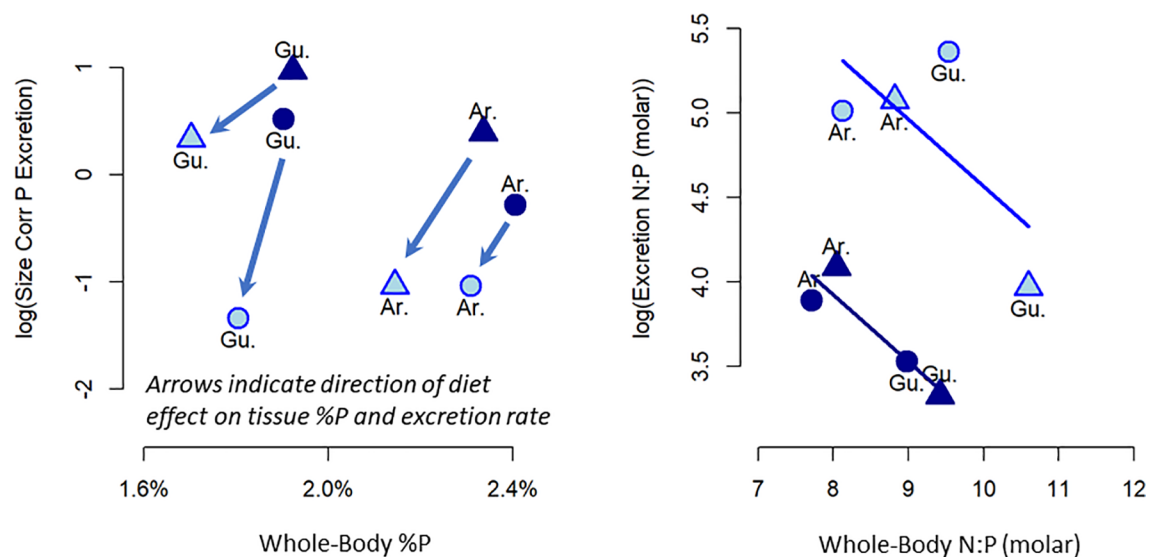 log(Size Corr P Excretion)
1
0
-1
-2
Gu.
Gu.
Gu.
Gu.
Ar.
Ar.
Ar.
Ar.
Arrows indicate direction of diet
effect on tissue %P and excretion rate
1.6%
2.0%
2.4%
Whole-Body %P
log(Excretion N:P (molar))
5.5
5.0
4.5
4.0
3.5
Gu.
Ar.
Ar.
Gu.
Ar.
Ar
Gu.
Gu.
7
8
9
10
11
12
Whole-Body N:P (molar)